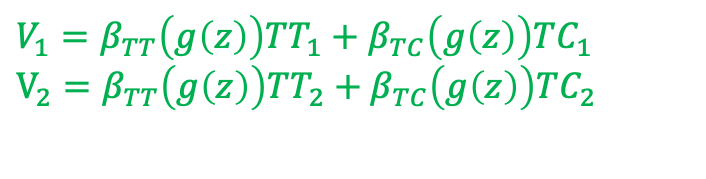 V₁ = β_TT(g(z))TT₁ + β_TC(g(z))TC₁
V₂ = β_TT(g(z))TT₂ + β_TC(g(z))TC₂